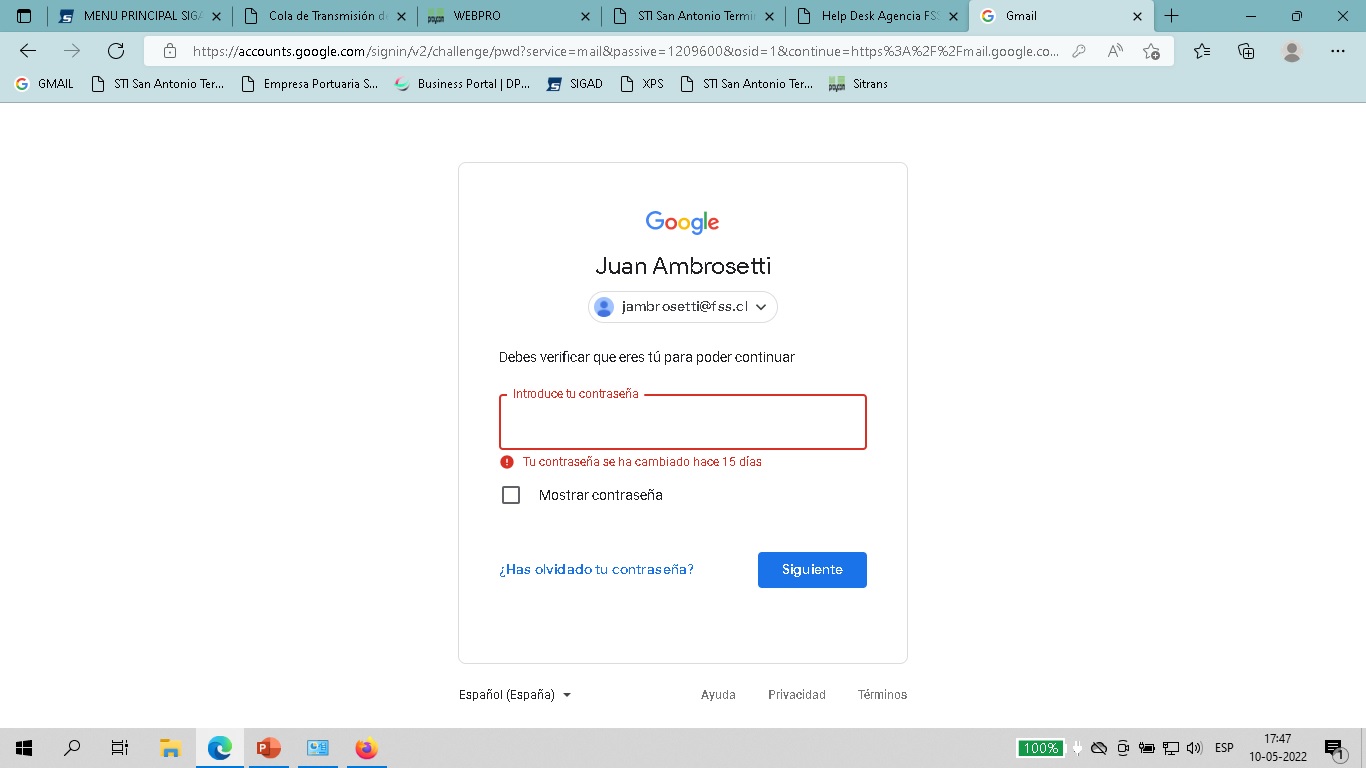 MENU PRINCIPAL SIGA
Cola de Transmisión de
WEBPRO
STI San Antonio Termin
Help Desk Agencia FSS
Gmail
https://accounts.google.com/signin/v2/challenge/pwd?service=mail&passive=1209600&osid=1&continue=https%3A%2F%2Fmail.google.co...
GMAIL
STI San Antonio Ter...
Empresa Portuaria S...
Business Portal | DP...
SIGAD
XPS
STI San Antonio Ter...
Sitrans
Google
Juan Ambrosetti
jambrosetti@fss.cl
Debes verificar que eres tú para poder continuar
Introduce tu contraseña
Tu contraseña se ha cambiado hace 15 días
Mostrar contraseña
¿Has olvidado tu contraseña?
Siguiente
Español (España)
Ayuda
Privacidad
Términos
100%
ESP
17:47
10-05-2022
1